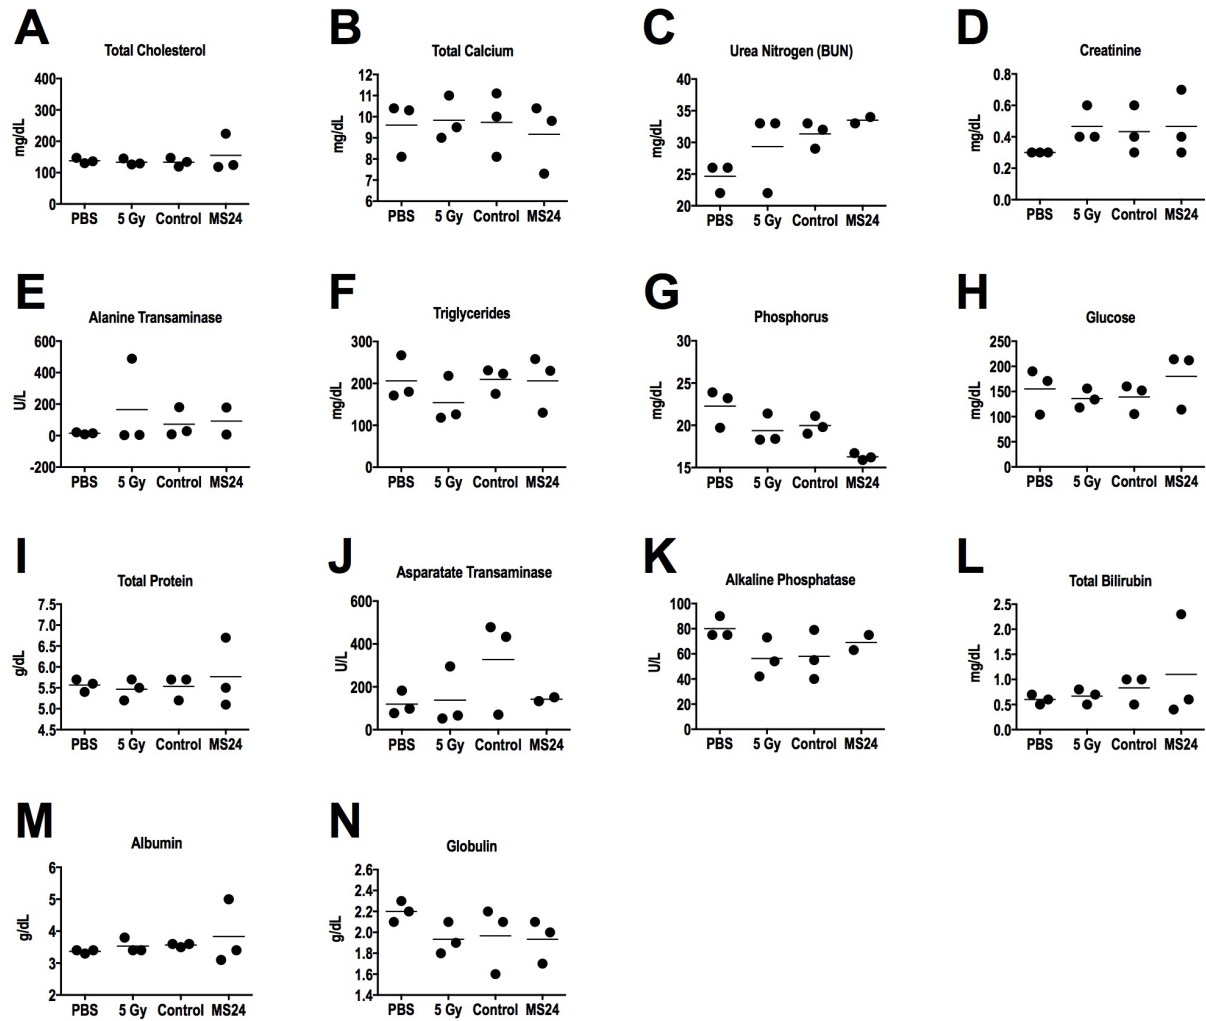 A
Total Cholesterol
mg/dL
400
300
200
100
0
PBS 5 Gy Control MS24
B
Total Calcium
mg/dL
12
11
10
9
8
7
6
PBS 5 Gy Control MS24
C
Urea Nitrogen (BUN)
mg/dL
40
35
30
25
20
PBS 5 Gy Control MS24
D
Creatinine
mg/dL
0.8
0.6
0.4
0.2
0.0
PBS 5 Gy Control MS24
E
Alanine Transaminase
U/L
600
400
200
0
-200
PBS 5 Gy Control MS24
F
Triglycerides
mg/dL
300
200
100
0
PBS 5 Gy Control MS24
G
Phosphorus
mg/dL
30
25
20
15
PBS 5 Gy Control MS24
H
Glucose
mg/dL
250
200
150
100
50
0
PBS 5 Gy Control MS24
I
Total Protein
g/dL
7.5
7.0
6.5
6.0
5.5
5.0
4.5
PBS 5 Gy Control MS24
J
Asparatate Transaminase
U/L
600
400
200
0
PBS 5 Gy Control MS24
K
Alkaline Phosphatase
U/L
100
80
60
40
20
0
PBS 5 Gy Control MS24
L
Total Bilirubin
mg/dL
2.5
2.0
1.5
1.0
0.5
0.0
PBS 5 Gy Control MS24
M
Albumin
g/dL
6
5
4
3
2
PBS 5 Gy Control MS24
N
Globulin
g/dL
2.6
2.4
2.2
2.0
1.8
1.6
1.4
PBS 5 Gy Control MS24